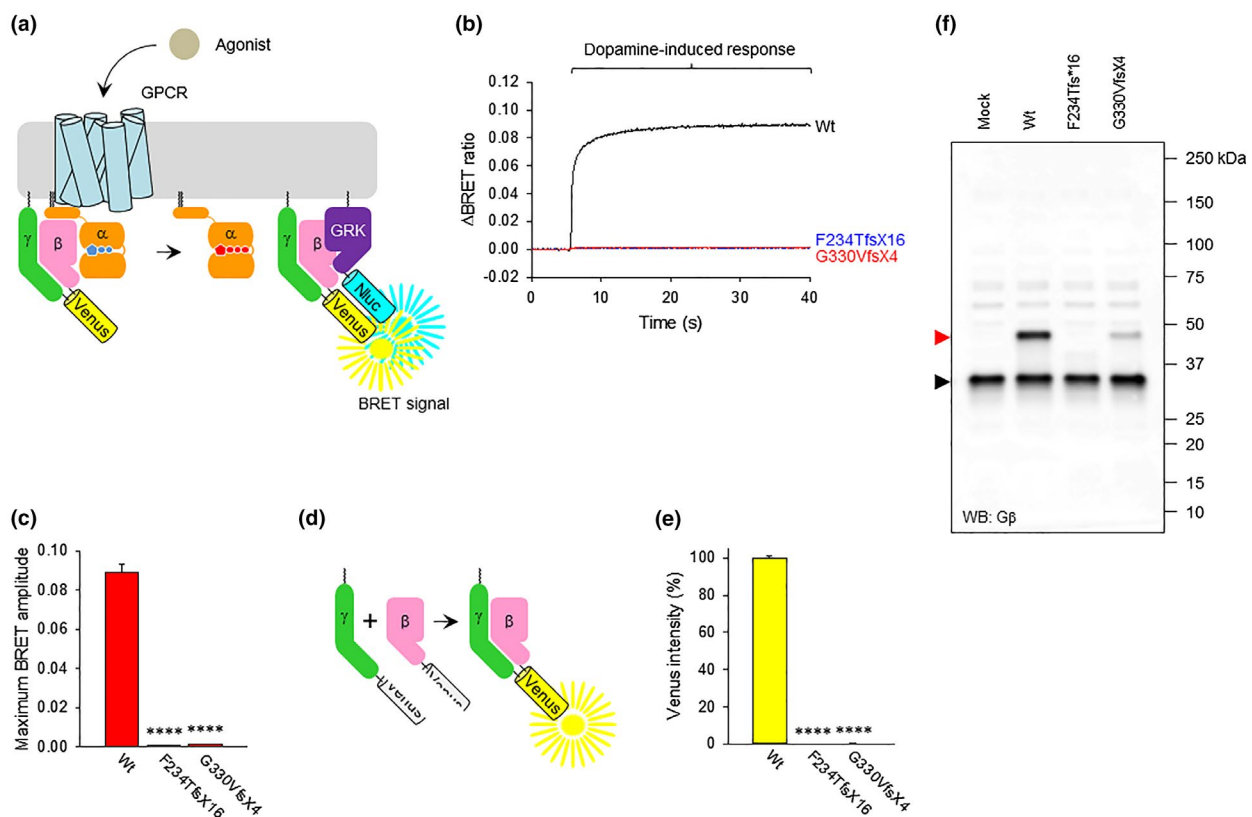 (a)
Agonist
GPCR
γ
β
α
α
γ
β
GRK
Nluc
Venus
Venus
BRET signal
(b)
Dopamine-induced response
0.12
0.10
0.08
0.06
0.04
0.02
0.00
-0.02
ΔBRET ratio
Wt
F234TfsX16
G330VfsX4
0 10 20 30 40
Time (s)
(f)
Mock Wt F234Tfs*16 G330VfsX4
250 kDa
150
100
75
50
37
25
20
15
10
WB: Gβ
(c)
0.10
0.08
0.06
0.04
0.02
0.00
Maximum BRET amplitude
**** ****
Wt F234TfsX16 G330VfsX4
(d)
γ + β
γ β
Venus
(e)
100
80
60
40
20
0
Venus intensity (%)
**** ****
Wt F234TfsX16 G330VfsX4